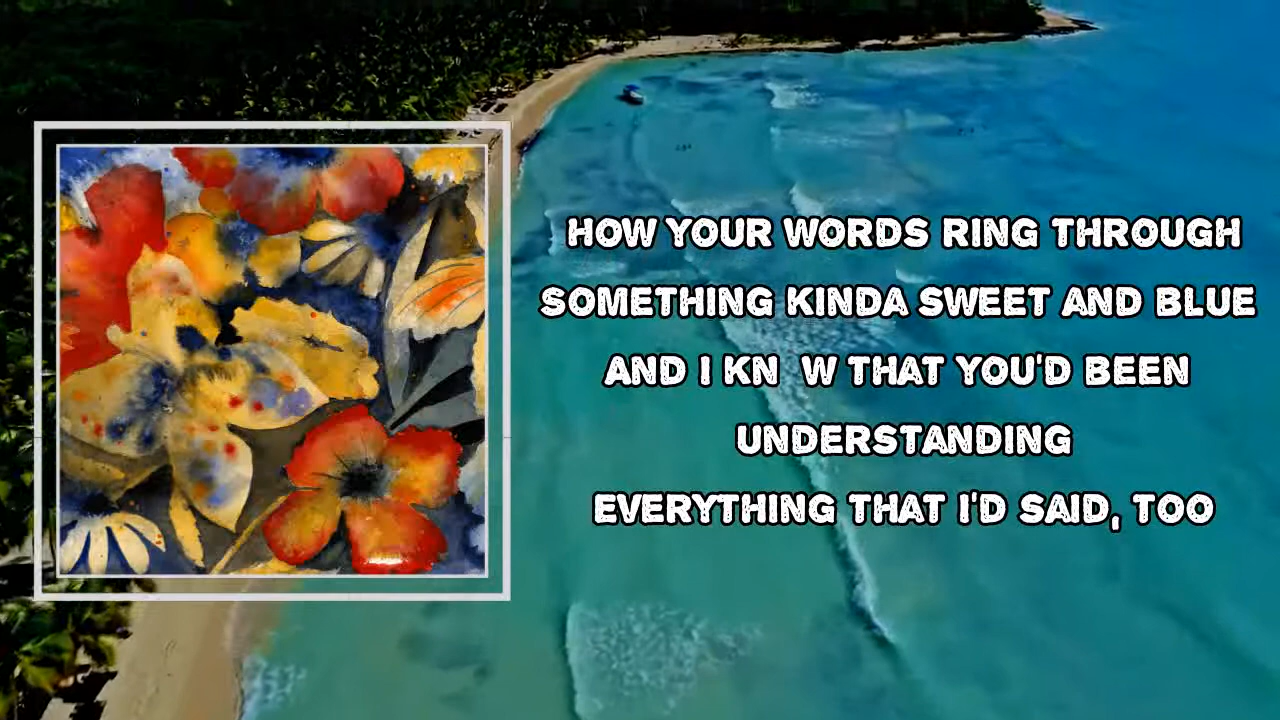 HOW YOUR WORDS RING THROUGH
SOMETHING KINDA SWEET AND BLUE
AND I KN  W THAT YOU'D BEEN
UNDERSTANDING
EVERYTHING THAT I'D SAID, TOO